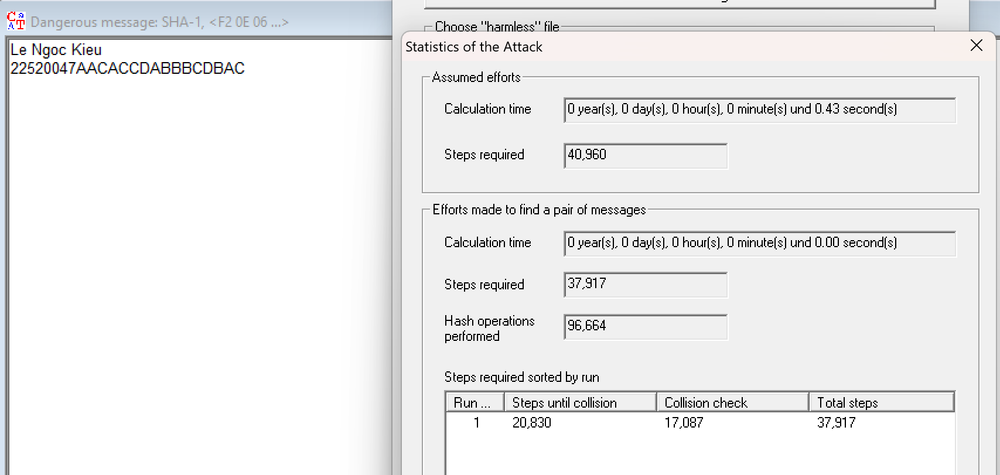 Dangerous message: SHA-1, <F2 0E 06 ...>
Le Ngoc Kieu
22520047AACACCDABBBCDBAC
Choose "harmless" file
Statistics of the Attack
Assumed efforts
Calculation time 0 year(s), 0 day(s), 0 hour(s), 0 minute(s) und 0.43 second(s)
Steps required 40,960
Efforts made to find a pair of messages
Calculation time 0 year(s), 0 day(s), 0 hour(s), 0 minute(s) und 0.00 second(s)
Steps required 37,917
Hash operations
performed 96,664
Steps required sorted by run
Run ... Steps until collision Collision check Total steps
1 20,830 17,087 37,917